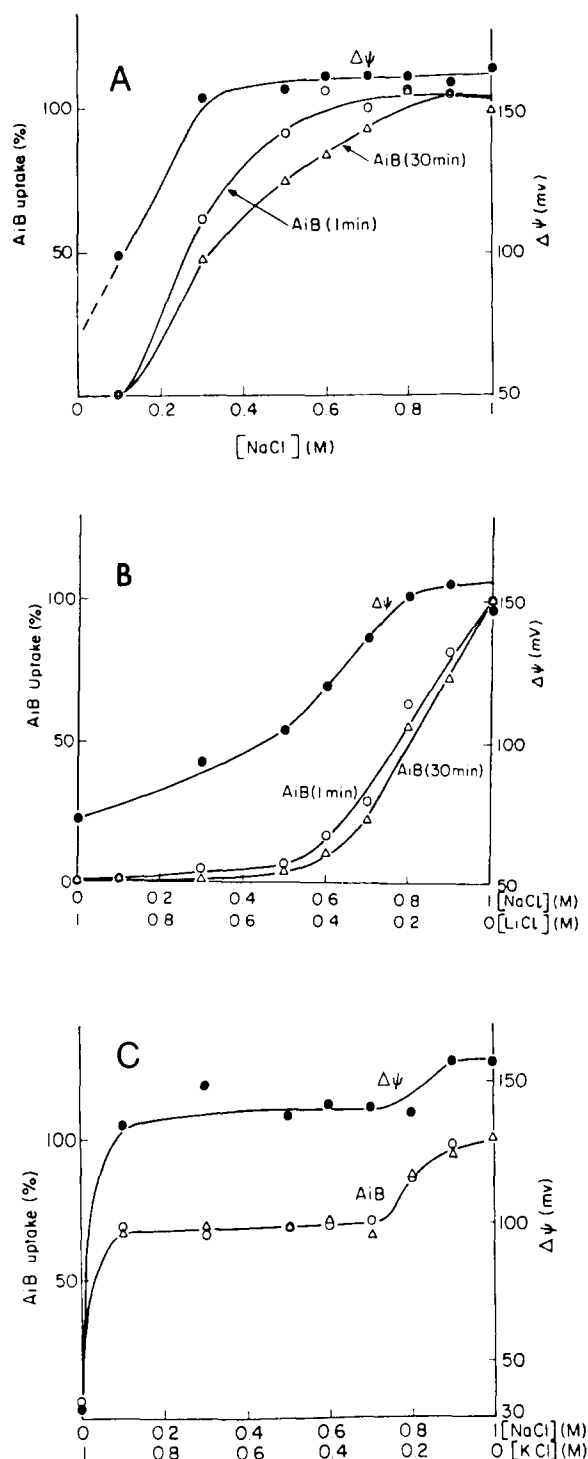 A
Δψ
100
50
0
AiB uptake (%)
AiB (30min)
AiB (1min)
150
100
50
Δψ (mv)
0 0.2 0.4 0.6 0.8 1
[NaCl] (M)
B
Δψ
100
50
0
AiB Uptake (%)
AiB (1min)
AiB (30min)
150
100
50
Δψ (mV)
0 0.2 0.4 0.6 0.8 1 [NaCl] (M)
1 0.8 0.6 0.4 0.2 0 [LiCl] (M)
C
Δψ
100
50
AiB uptake (%)
AiB
150
100
50
30
Δψ (mv)
0 0.2 0.4 0.6 0.8 1 [NaCl] (M)
1 0.8 0.6 0.4 0.2 0 [KCl] (M)